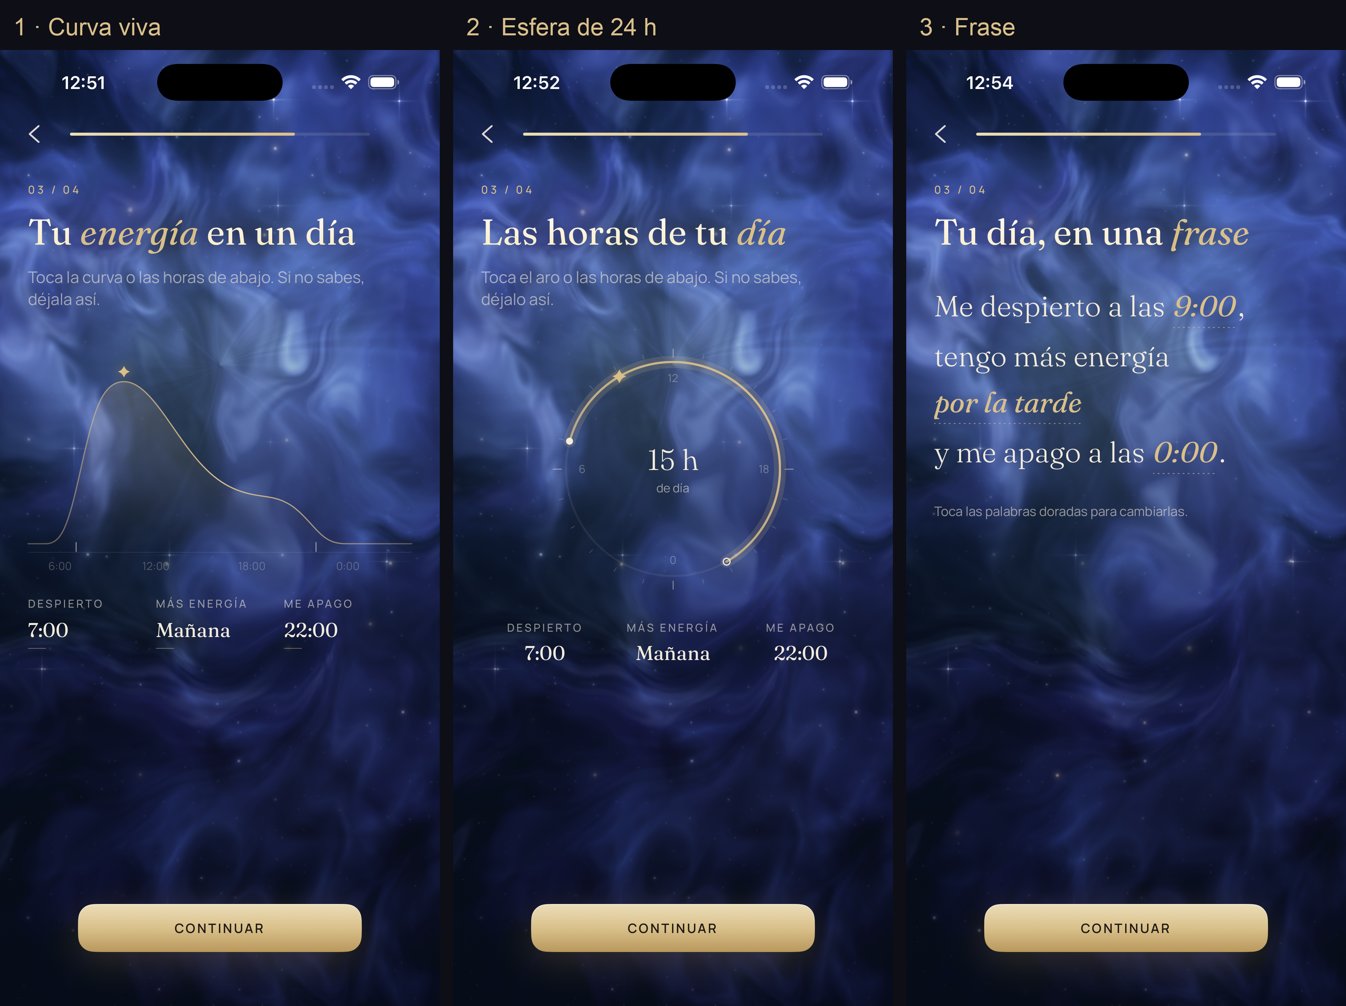 1 · Curva viva
12:51
03 / 04
Tu energía en un día
Toca la curva o las horas de abajo. Si no sabes,
déjala así.
6:00 12:00 18:00 0:00
DESPIERTO MÁS ENERGÍA ME APAGO
7:00 Mañana 22:00
CONTINUAR
2 · Esfera de 24 h
12:52
03 / 04
Las horas de tu día
Toca el aro o las horas de abajo. Si no sabes,
déjalo así.
12
6 15 h 18
de día
0
DESPIERTO MÁS ENERGÍA ME APAGO
7:00 Mañana 22:00
CONTINUAR
3 · Frase
12:54
03 / 04
Tu día, en una frase
Me despierto a las 9:00,
tengo más energía
por la tarde
y me apago a las 0:00.
Toca las palabras doradas para cambiarlas.
CONTINUAR